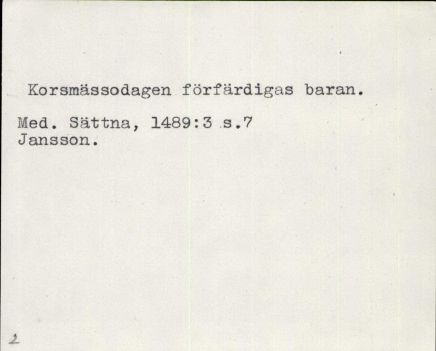 Korsmässodagen förfärdigas baran.
Med. Sättna, 1489:3 s.7
Jansson.
2